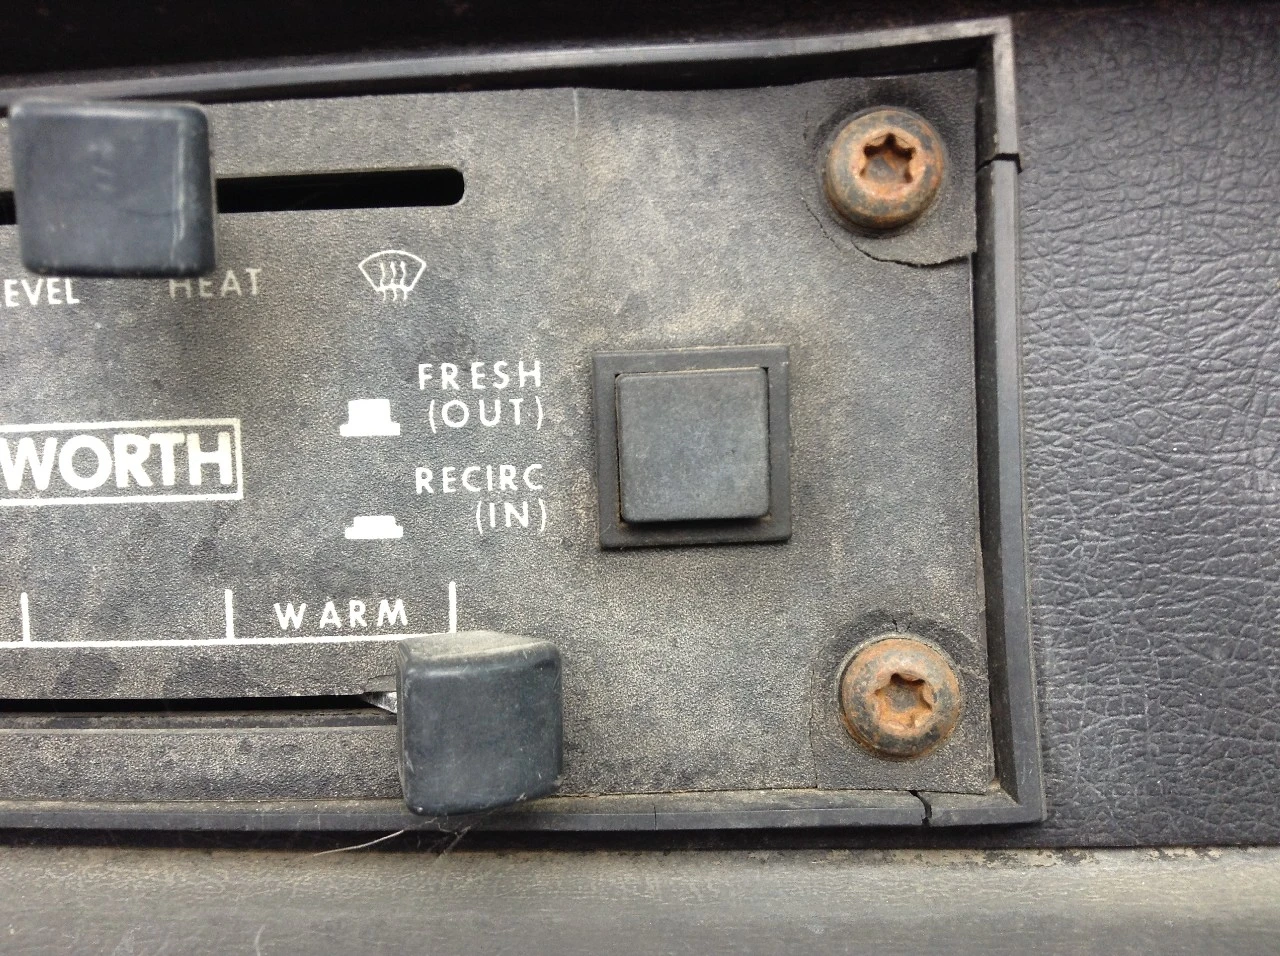 EVEL HEAT
FRESH
(OUT)
WORTH
RECIRC
(IN)
WARM